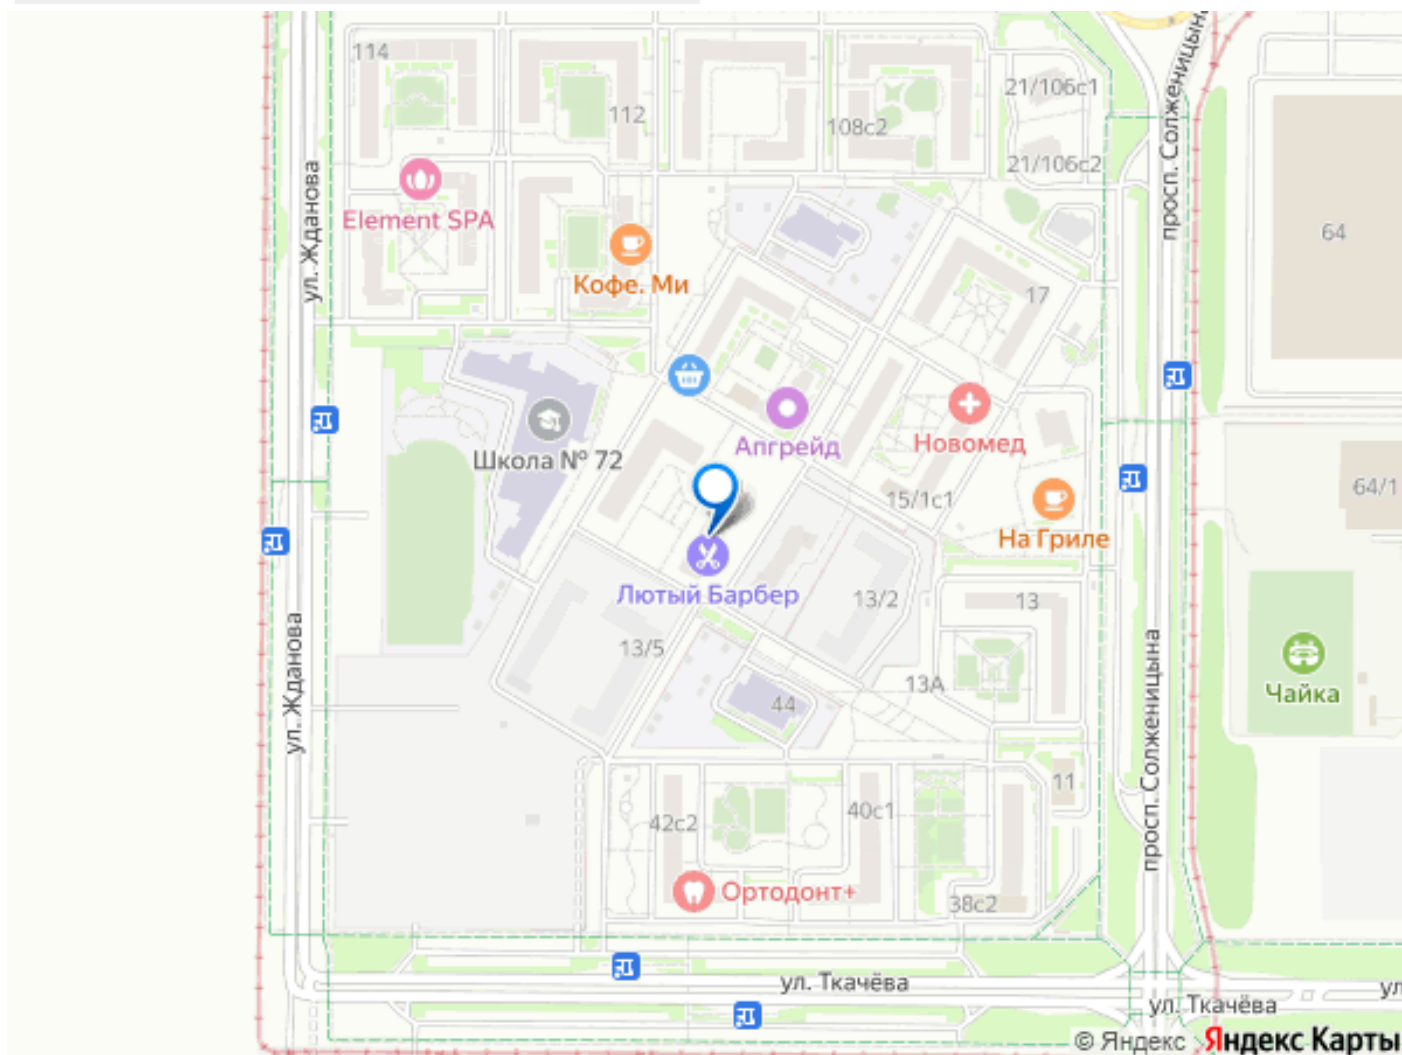 114
112
108с2
21/106с1
21/106с2
просп. Солженицына
ул. Жданова
Element SPA
Кофе. Ми
64
17
Школа № 72
Апгрейд
Новомед
15/1с1
64/1
На Гриле
Лютый Барбер
13/2
13
13/5
13А
ул. Жданова
просп. Солженицына
Чайка
44
11
42с2
40с1
Ортодонт+
38с2
ул. Ткачёва
ул. Ткачёва
ул
© Яндекс Яндекс Карты